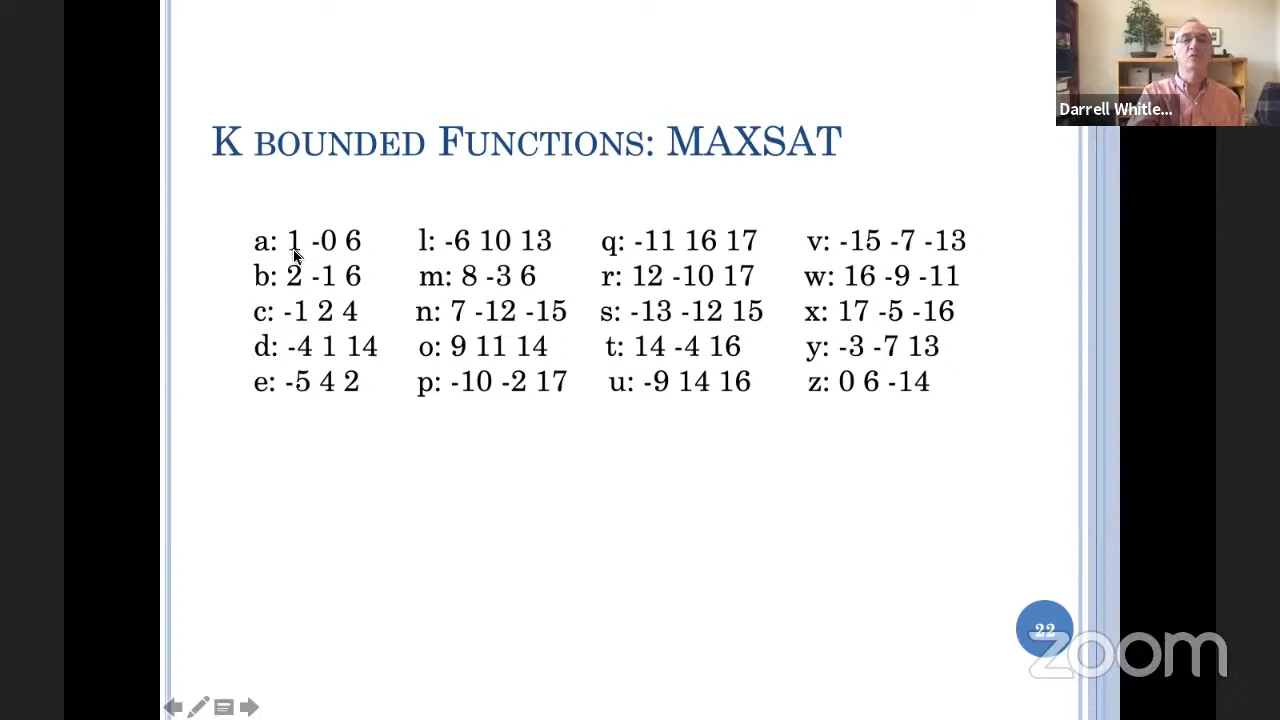 Darrell Whitle...
K BOUNDED FUNCTIONS: MAXSAT
a: 1 -0 6 l: -6 10 13 q: -11 16 17 v: -15 -7 -13
b: 2 -1 6 m: 8 -3 6 r: 12 -10 17 w: 16 -9 -11
c: -1 2 4 n: 7 -12 -15 s: -13 -12 15 x: 17 -5 -16
d: -4 1 14 o: 9 11 14 t: 14 -4 16 y: -3 -7 13
e: -5 4 2 p: -10 -2 17 u: -9 14 16 z: 0 6 -14
22
zoom